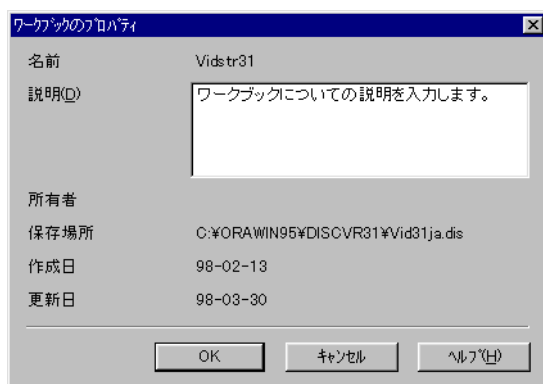 ﾜｰｸﾌﾞｯｸのﾌﾟﾛﾊﾟﾃｨ
名前 Vidstr31
説明(D) ワークブックについての説明を入力します。
所有者
保存場所 C:¥ORAWIN95¥DISCVR31¥Vid31ja.dis
作成日 98-02-13
更新日 98-03-30
OK ｷｬﾝｾﾙ ﾍﾙﾌﾟ(H)